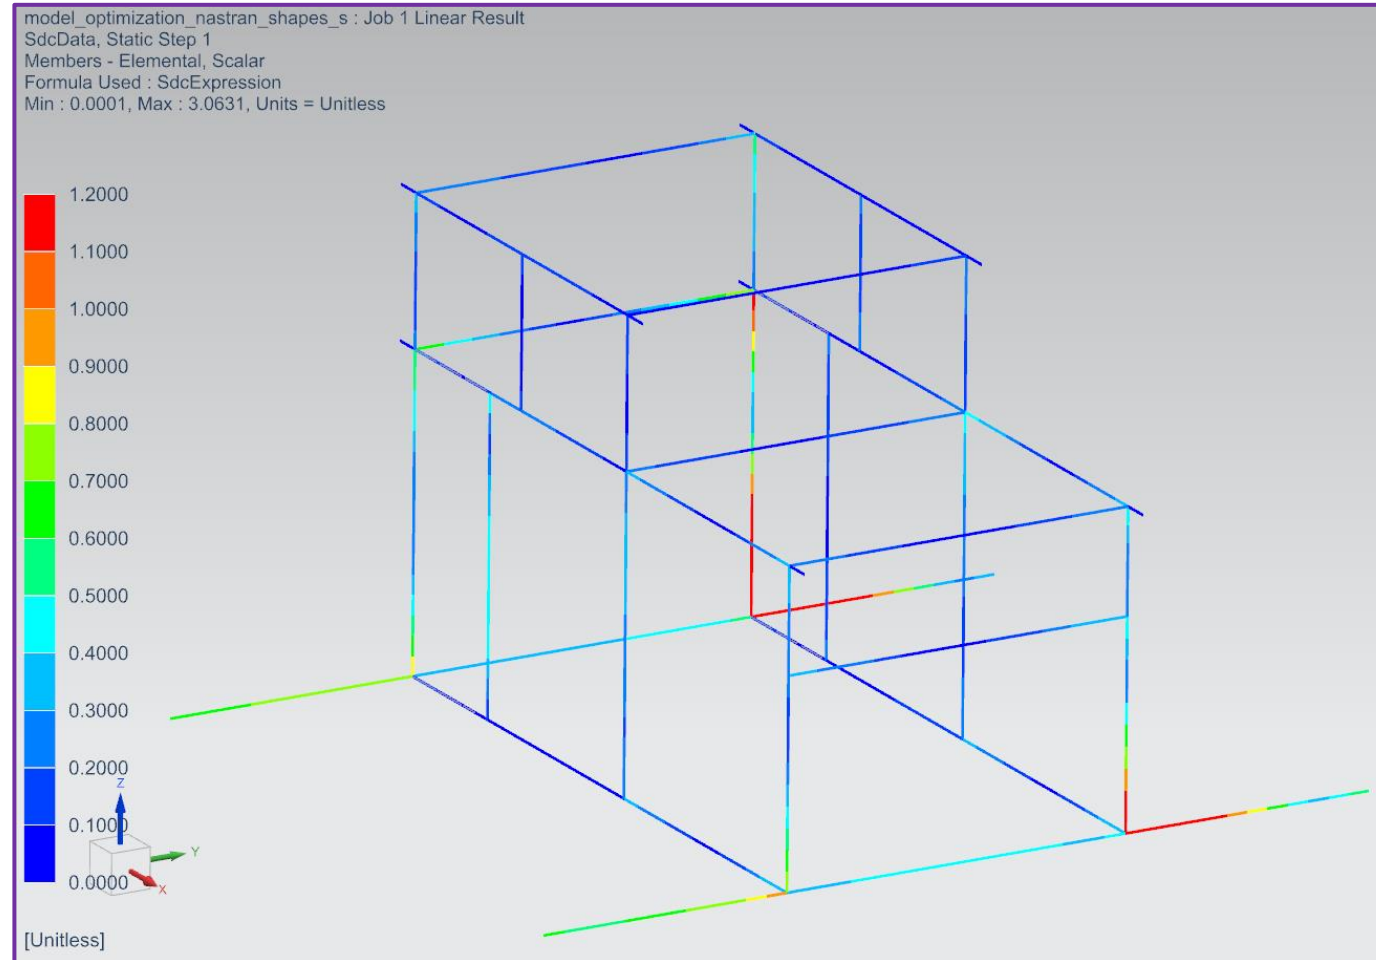 model_optimization_nastran_shapes_s : Job 1 Linear Result
SdcData, Static Step 1
Members - Elemental, Scalar
Formula Used : SdcExpression
Min : 0.0001, Max : 3.0631, Units = Unitless
1.2000
1.1000
1.0000
0.9000
0.8000
0.7000
0.6000
0.5000
0.4000
0.3000
0.2000
0.1000
0.0000
Z
Y
X
[Unitless]